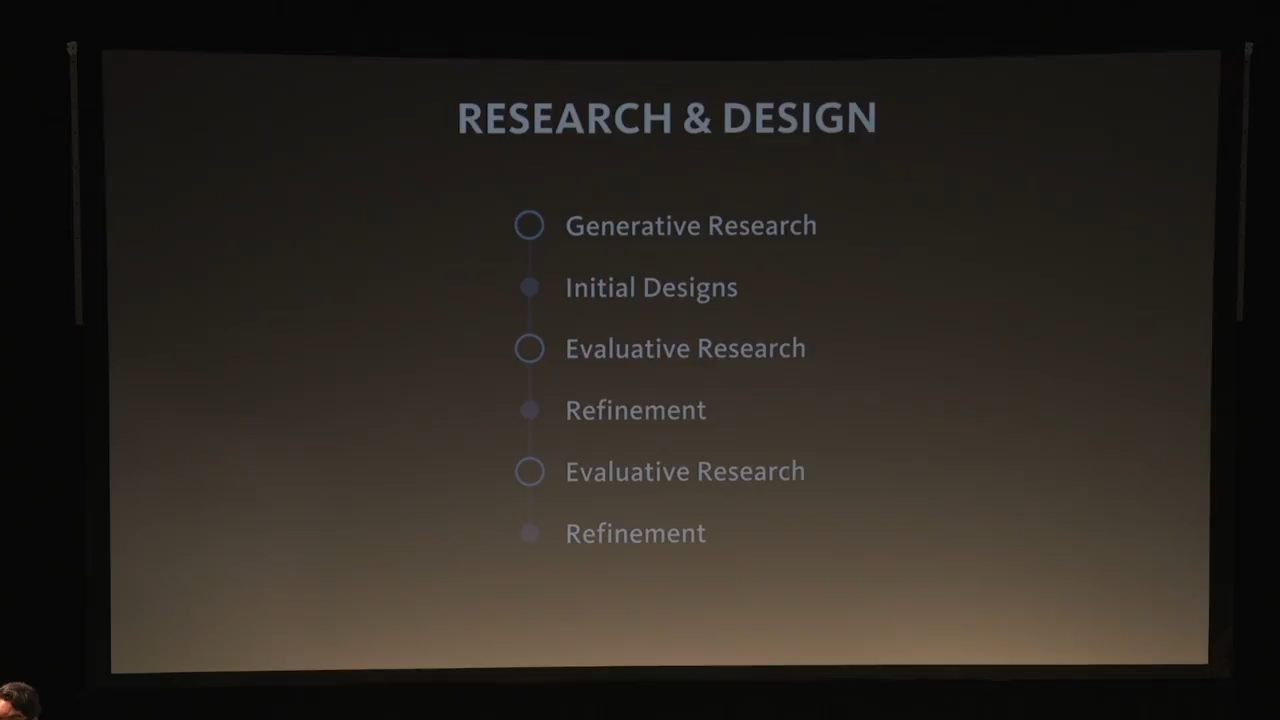 RESEARCH & DESIGN
Generative Research
Initial Designs
Evaluative Research
Refinement
Evaluative Research
Refinement